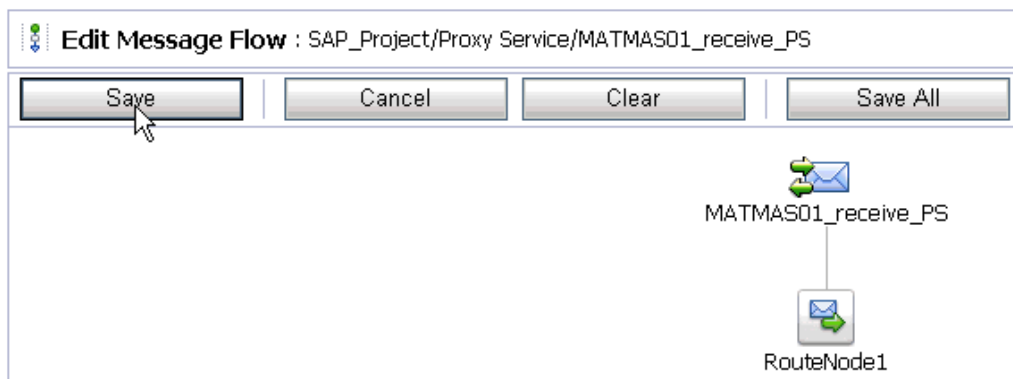 Edit Message Flow : SAP_Project/Proxy Service/MATMAS01_receive_PS
Save Cancel Clear Save All
MATMAS01_receive_PS
RouteNode1